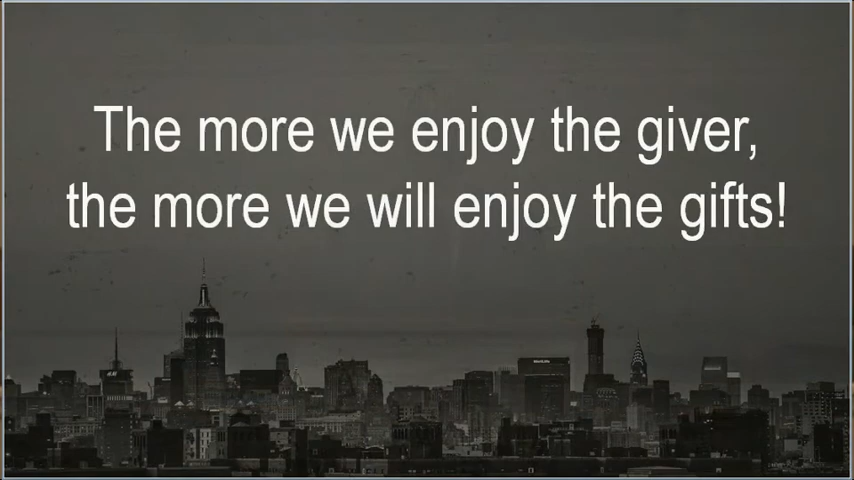 The more we enjoy the giver,
the more we will enjoy the gifts!